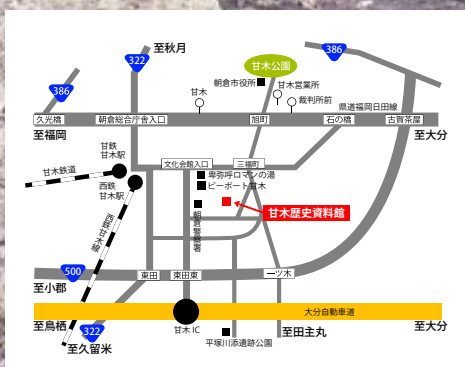 至秋月
322
386
甘木公園
386
朝倉市役所
甘木営業所
甘木
裁判所前
県道福岡日田線
久光橋
朝倉総合庁舎入口
旭町
石の橋
古賀茶屋
至福岡
至大分
甘鉄
甘木駅
文化会館入口
三福町
甘木鉄道
卑弥呼ロマンの湯
ピーポート甘木
西鉄
甘木駅
甘木歴史資料館
朝倉警察署
西鉄甘木線
500
東田
東田東
一ツ木
至小郡
大分自動車道
至鳥栖
至大分
322
甘木 IC
至田主丸
至久留米
平塚川添遺跡公園